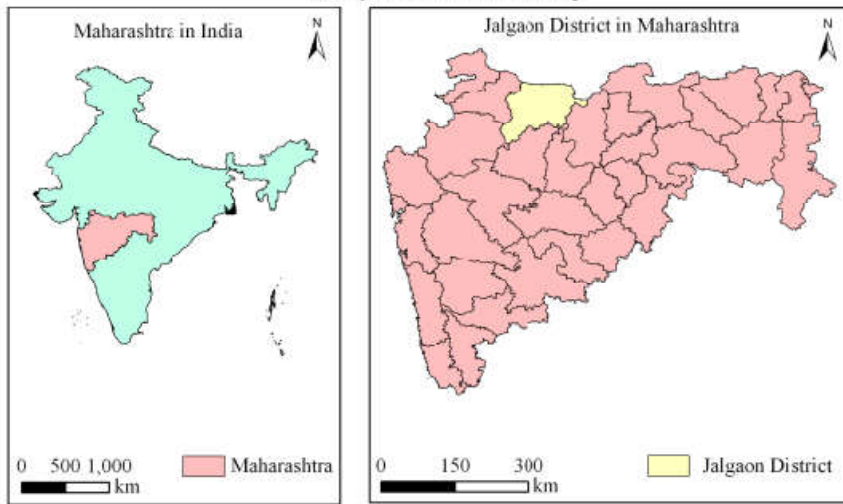 Maharashtra in India
N
0 500 1,000
km
Maharashtra
Jalgaon District in Maharashtra
N
0 150 300
km
Jalgaon District